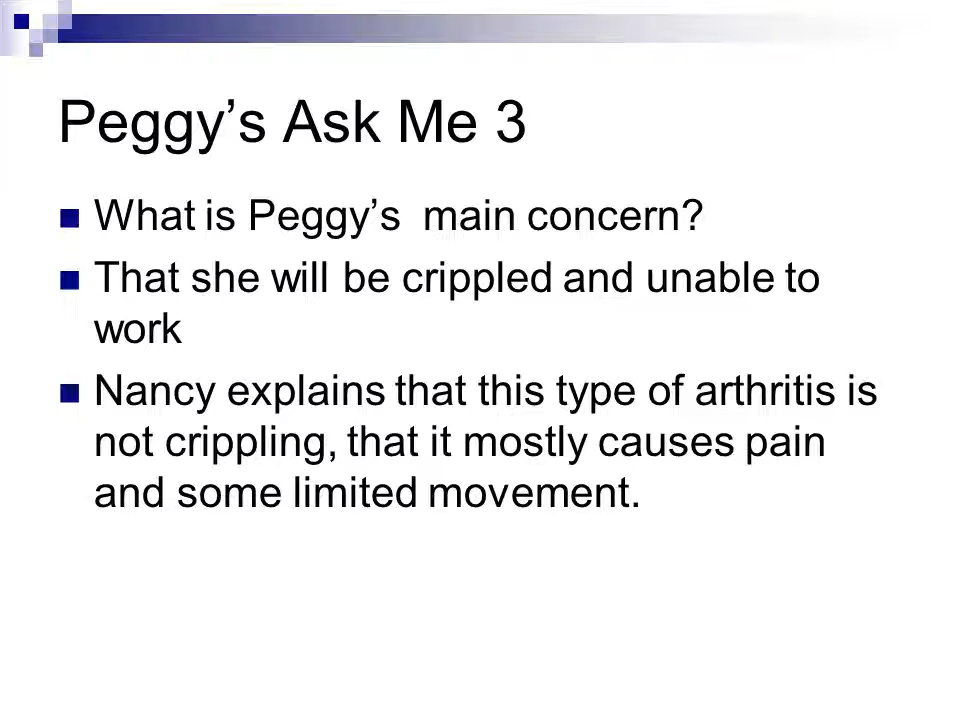 Peggy’s Ask Me 3
What is Peggy’s  main concern?
That she will be crippled and unable to
work
Nancy explains that this type of arthritis is
not crippling, that it mostly causes pain
and some limited movement.